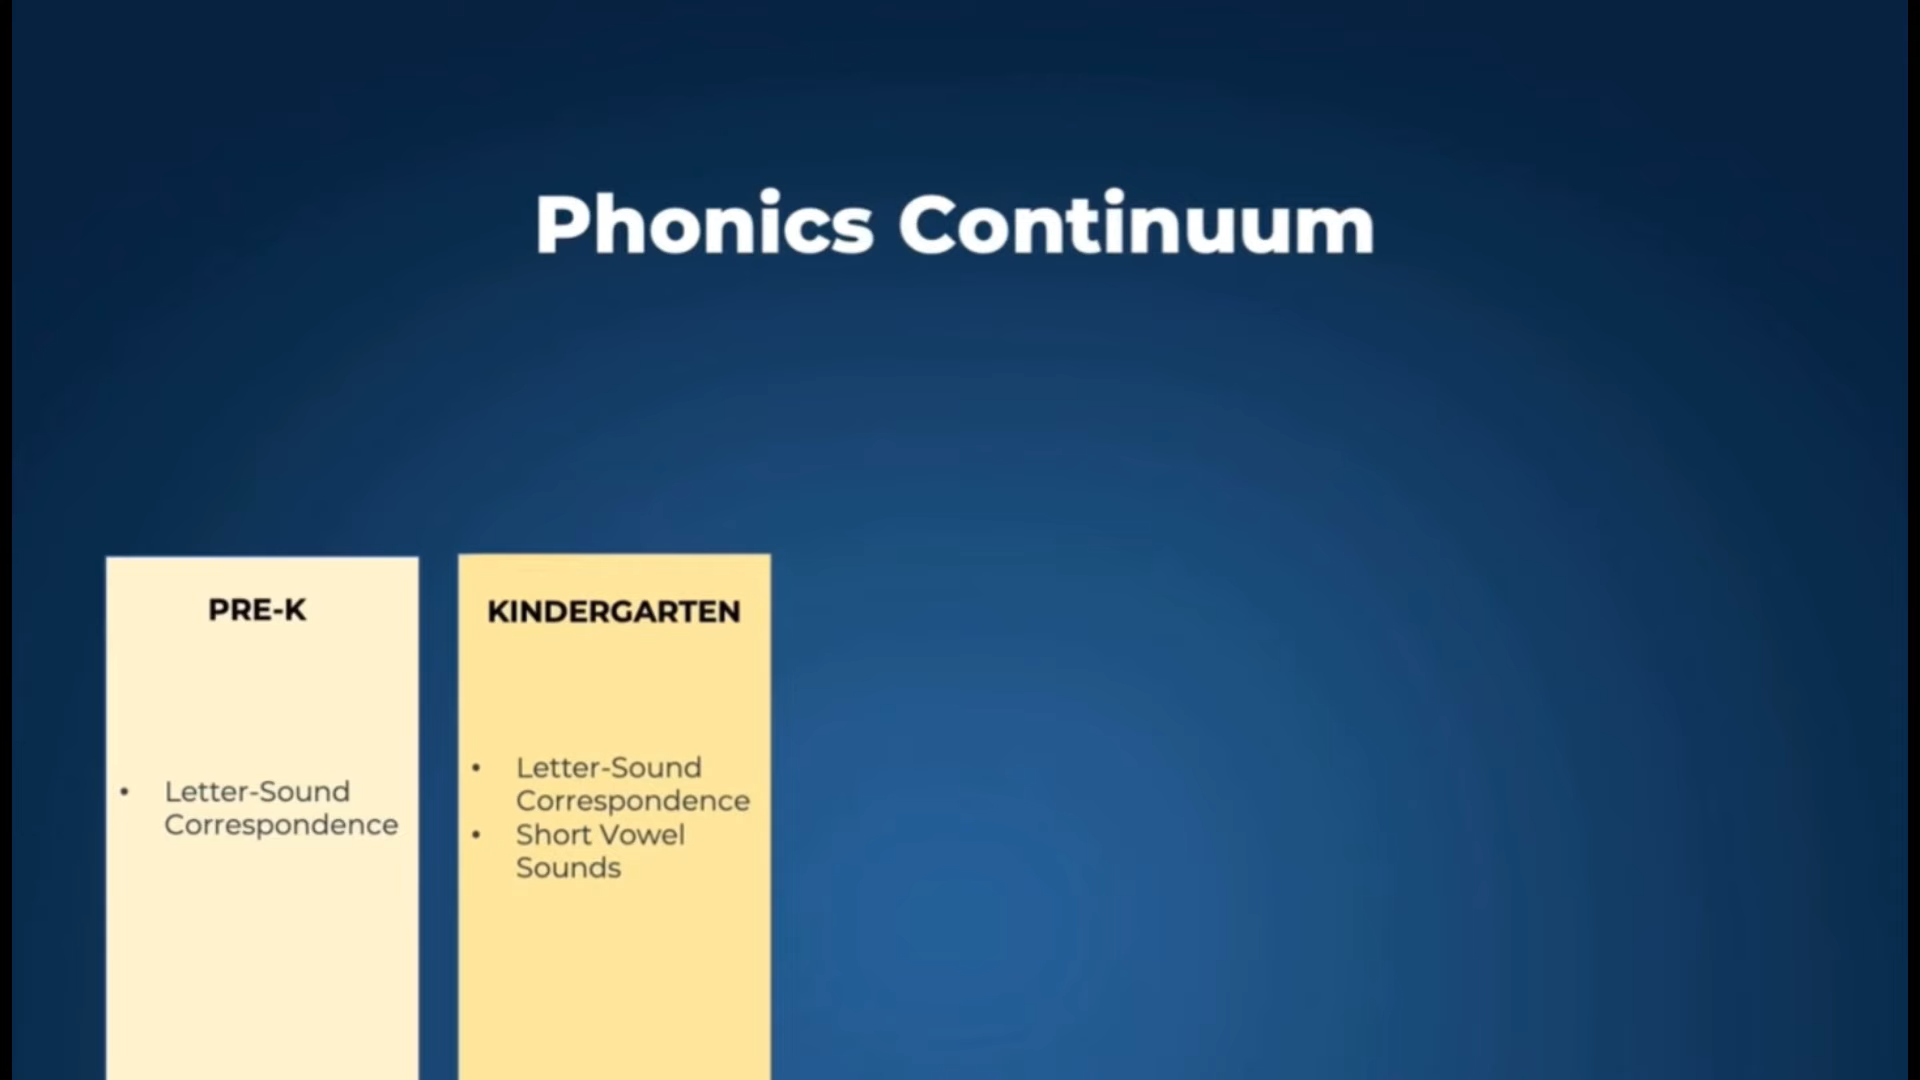 Phonics Continuum
PRE-K
• Letter-Sound
Correspondence
KINDERGARTEN
• Letter-Sound
Correspondence
• Short Vowel
Sounds